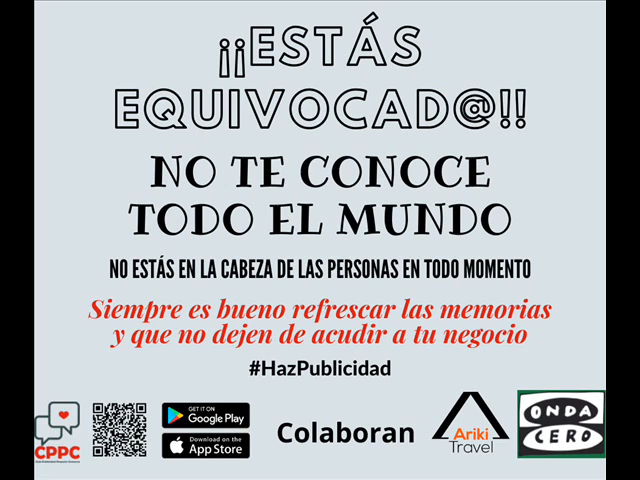 ¡¡ESTÁS
EQUIVOCAD@!!
NO TE CONOCE
TODO EL MUNDO
NO ESTÁS EN LA CABEZA DE LAS PERSONAS EN TODO MOMENTO
Siempre es bueno refrescar las memorias
y que no dejen de acudir a tu negocio
#HazPublicidad
CPPC
GET IT ON
Google Play
Download on the
App Store
Colaboran
Ariki
Travel
ONDA
CERO